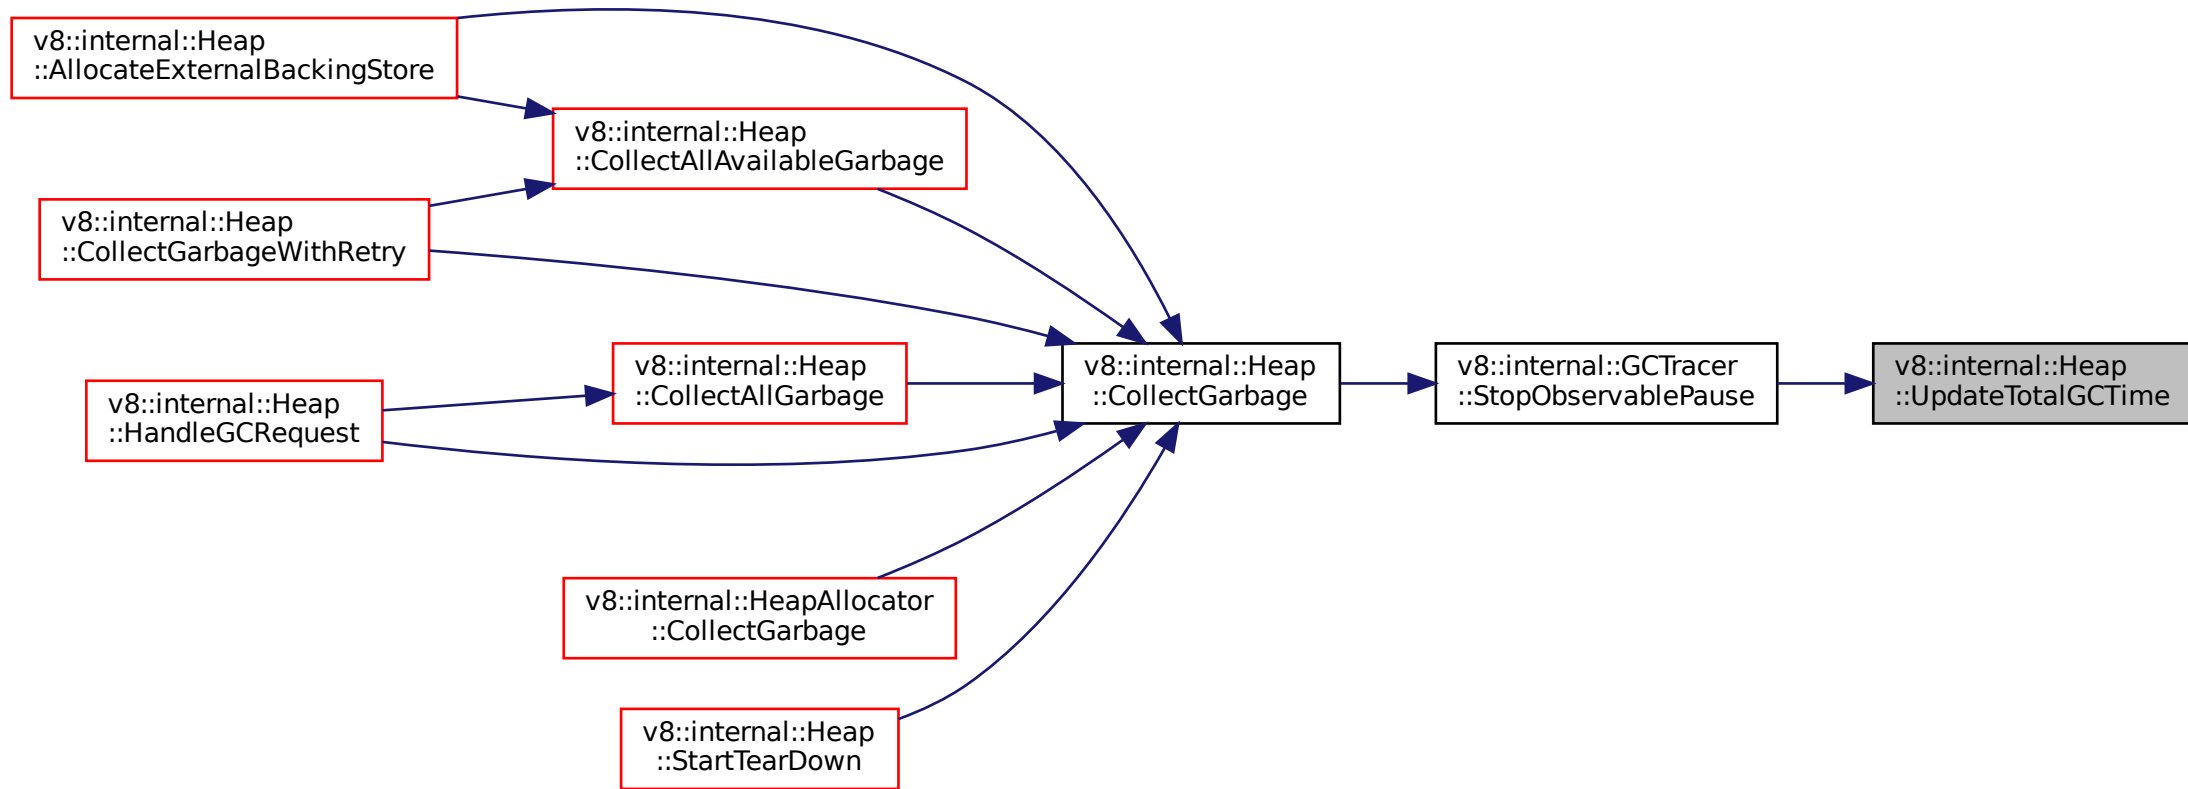 v8::internal::Heap
::AllocateExternalBackingStore
v8::internal::Heap
::CollectAllAvailableGarbage
v8::internal::Heap
::CollectGarbageWithRetry
v8::internal::Heap
::CollectAllGarbage
v8::internal::Heap
::HandleGCRequest
v8::internal::Heap
::CollectGarbage
v8::internal::GCTracer
::StopObservablePause
v8::internal::Heap
::UpdateTotalGCTime
v8::internal::HeapAllocator
::CollectGarbage
v8::internal::Heap
::StartTearDown